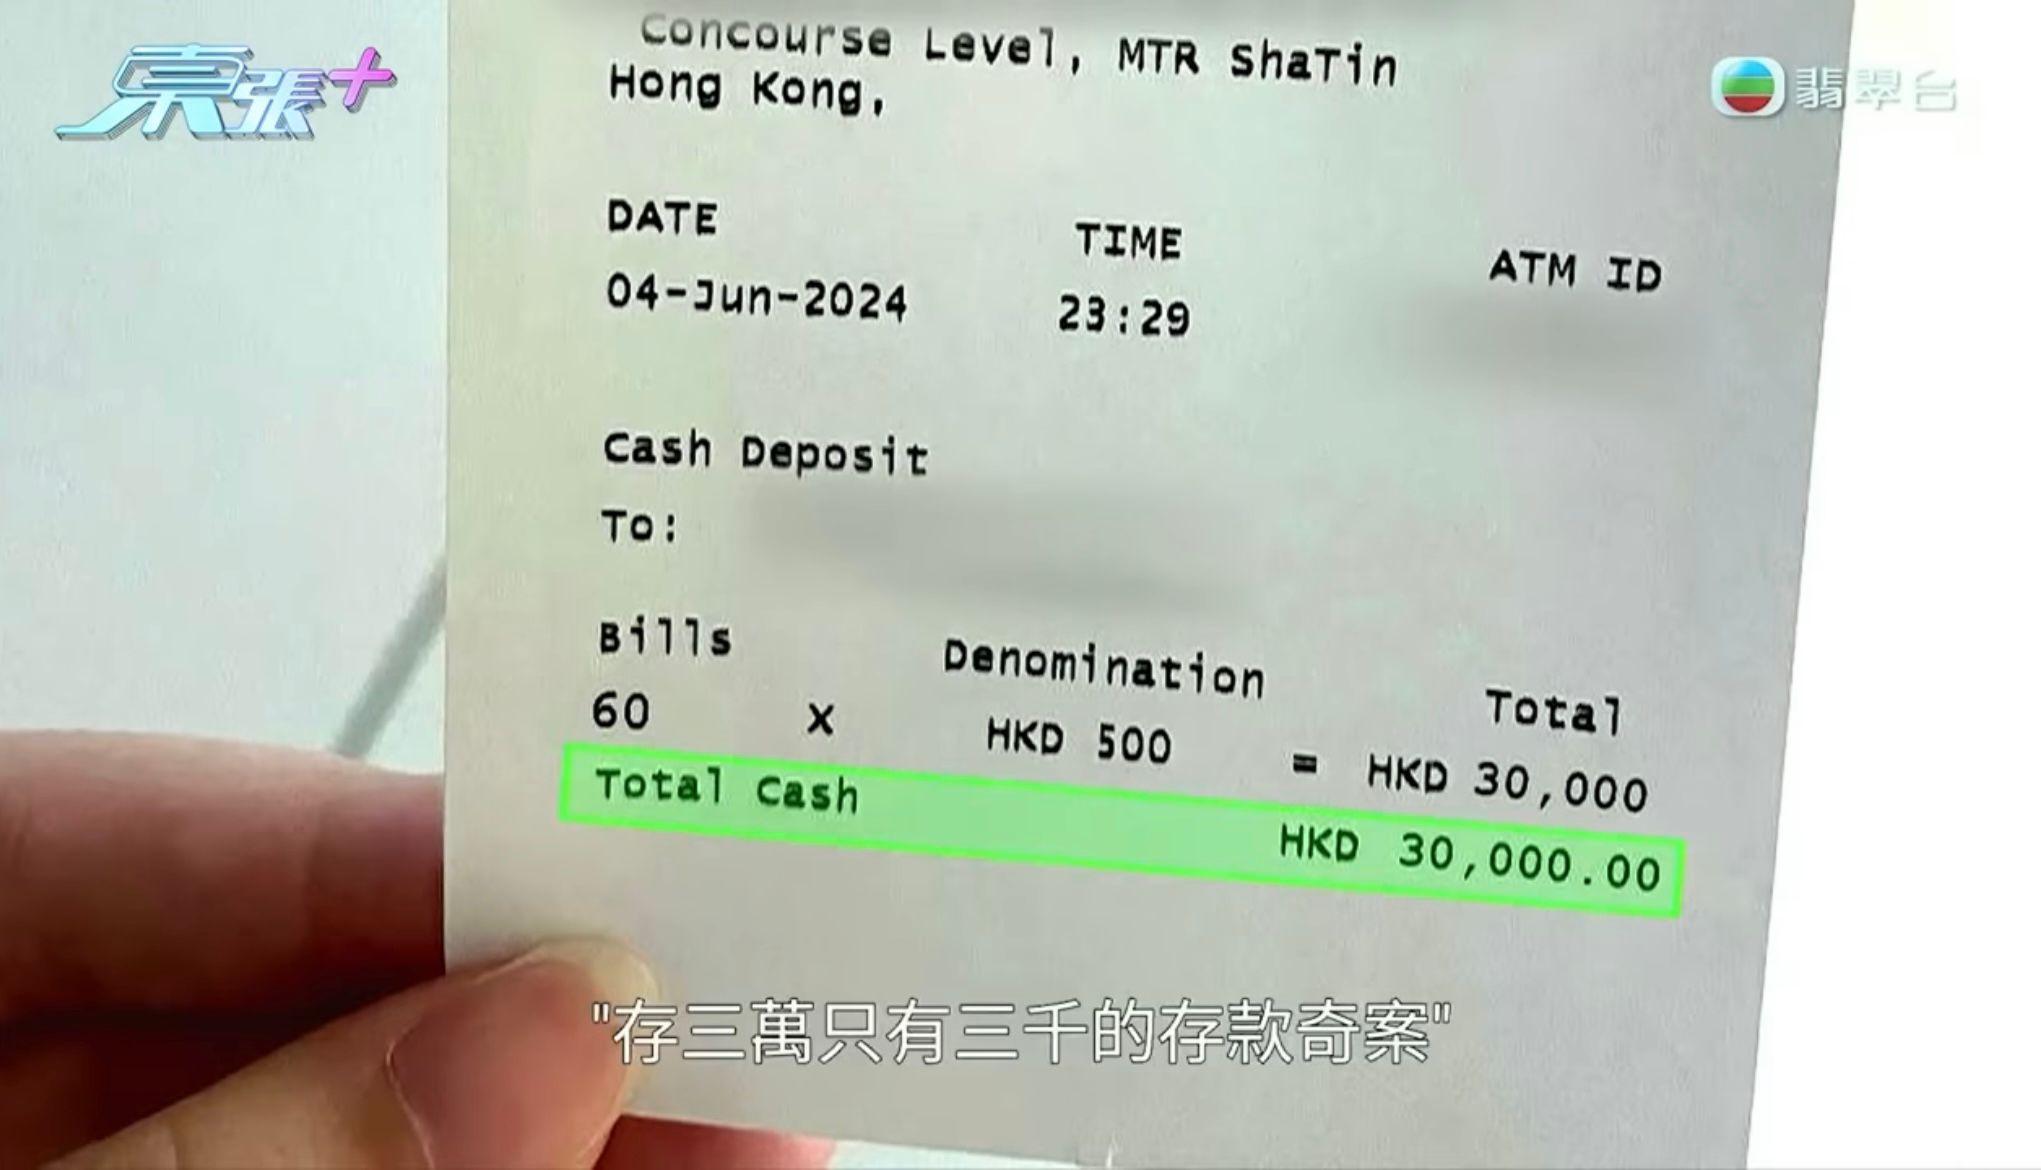 東張+
翡翠台
Concourse Level, MTR ShaTin
Hong Kong,
DATE TIME ATM ID
04-Jun-2024 23:29
Cash Deposit
To:
Bills Denomination Total
60 X HKD 500 = HKD 30,000
Total Cash HKD 30,000.00
"存三萬只有三千的存款奇案"